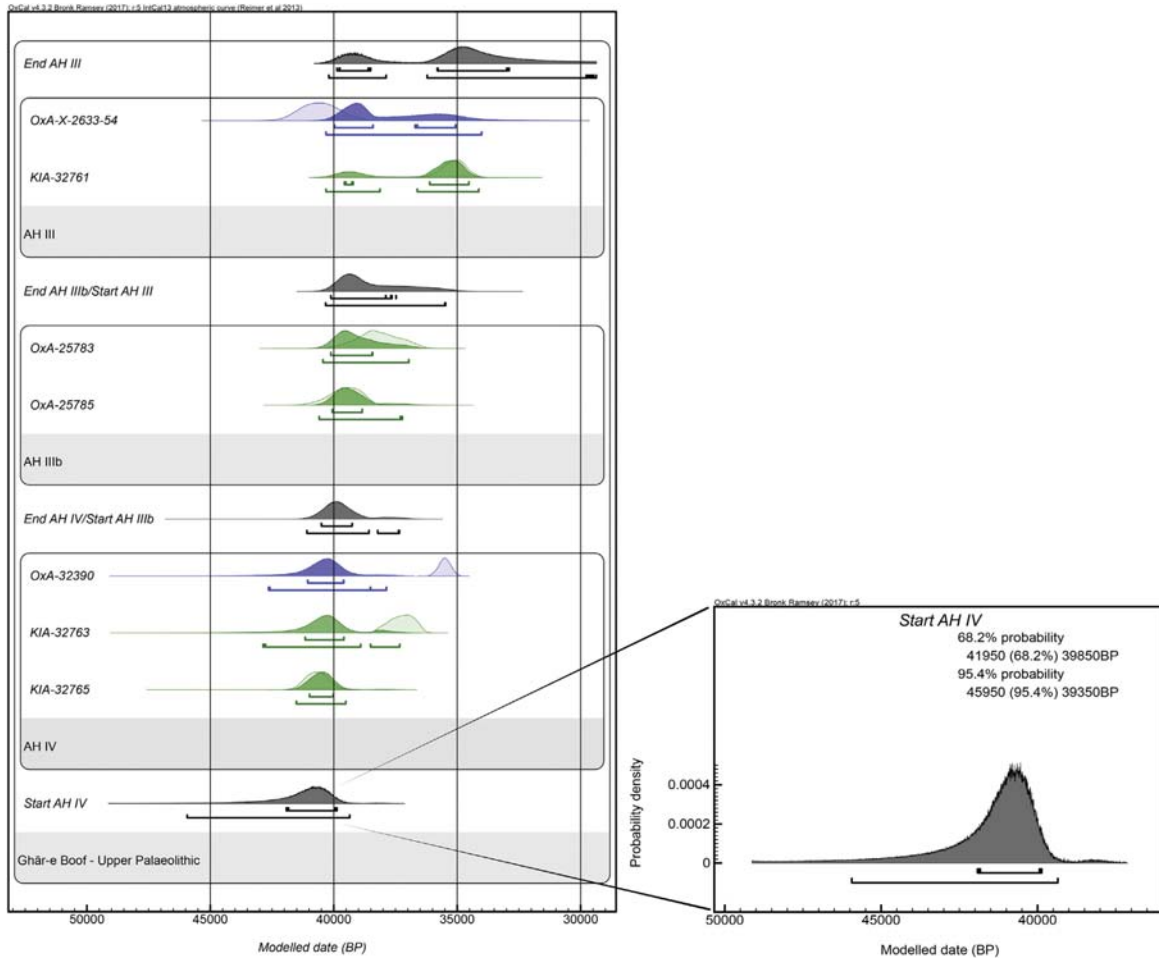 OxCal v4.3.2 Bronk Ramsey (2017); r:5 IntCal13 atmospheric curve (Reimer et al 2013)
End AH III
OxA-X-2633-54
KIA-32761
AH III
End AH IIIb/Start AH III
OxA-25783
OxA-25785
AH IIIb
End AH IV/Start AH IIIb
OxA-32390
KIA-32763
KIA-32765
AH IV
Start AH IV
Ghār-e Boof - Upper Palaeolithic
50000 45000 40000 35000 30000
Modelled date (BP)
OxCal v4.3.2 Bronk Ramsey (2017); r:5
Start AH IV
68.2% probability
41950 (68.2%) 39850BP
95.4% probability
45950 (95.4%) 39350BP
Probability density
0.0004
0.0002
0
50000 45000 40000
Modelled date (BP)